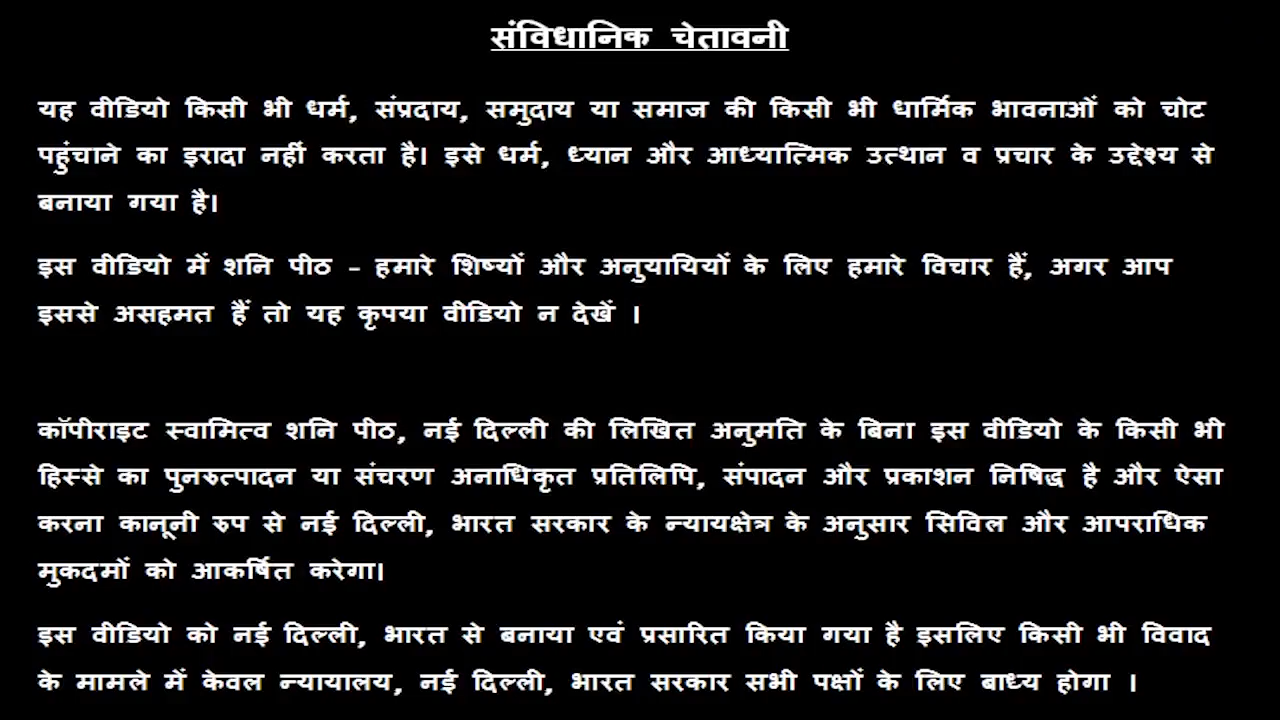 संविधानिक चेतावनी
यह वीडियो किसी भी धर्म, संप्रदाय, समुदाय या समाज की किसी भी धार्मिक भावनाओं को चोट
पहुंचाने का इरादा नहीं करता है। इसे धर्म, ध्यान और आध्यात्मिक उत्थान व प्रचार के उद्देश्य से
बनाया गया है।
इस वीडियो में शनि पीठ – हमारे शिष्यों और अनुयायियों के लिए हमारे विचार हैं, अगर आप
इससे असहमत हैं तो यह कृपया वीडियो न देखें ।
कॉपीराइट स्वामित्व शनि पीठ, नई दिल्ली की लिखित अनुमति के बिना इस वीडियो के किसी भी
हिस्से का पुनरुत्पादन या संचरण अनाधिकृत प्रतिलिपि, संपादन और प्रकाशन निषिद्ध है और ऐसा
करना कानूनी रुप से नई दिल्ली, भारत सरकार के न्यायक्षेत्र के अनुसार सिविल और आपराधिक
मुकदमों को आकर्षित करेगा।
इस वीडियो को नई दिल्ली, भारत से बनाया एवं प्रसारित किया गया है इसलिए किसी भी विवाद
के मामले में केवल न्यायालय, नई दिल्ली, भारत सरकार सभी पक्षों के लिए बाध्य होगा ।